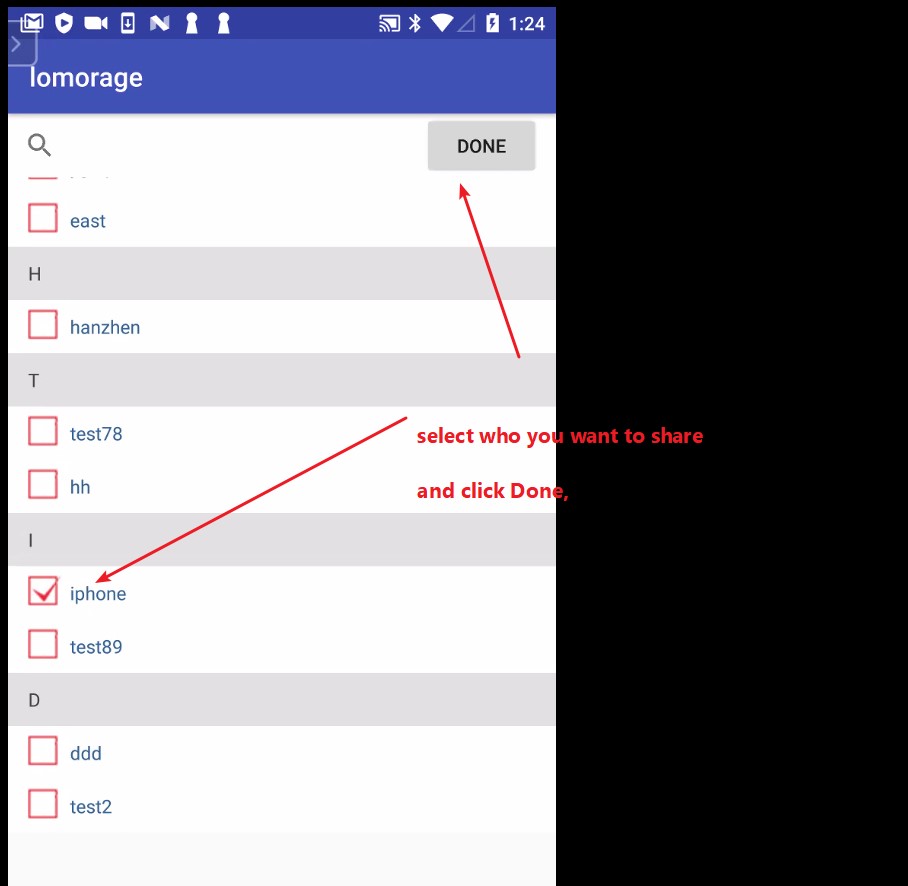 1:24
lomorage
DONE
east
H
hanzhen
T
test78
select who you want to share
hh
and click Done,
I
iphone
test89
D
ddd
test2